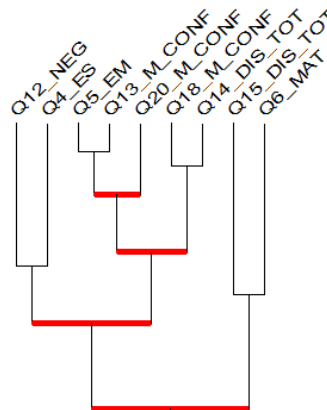 Q12_NEG
Q4_ES
Q5_EM
Q13_M_CONF
Q20_M_CONF
Q18_M_CONF
Q14_DIS_TOT
Q15_DIS_TOT
Q6_MAT